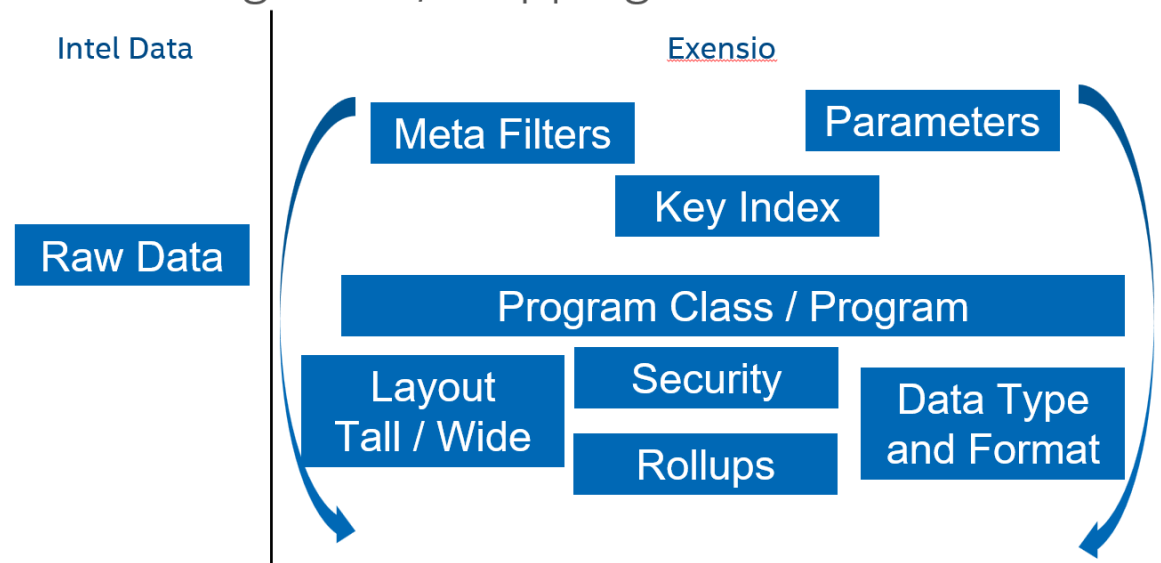 Intel Data
Exensio
Meta Filters
Parameters
Key Index
Raw Data
Program Class / Program
Layout
Tall / Wide
Security
Data Type
and Format
Rollups